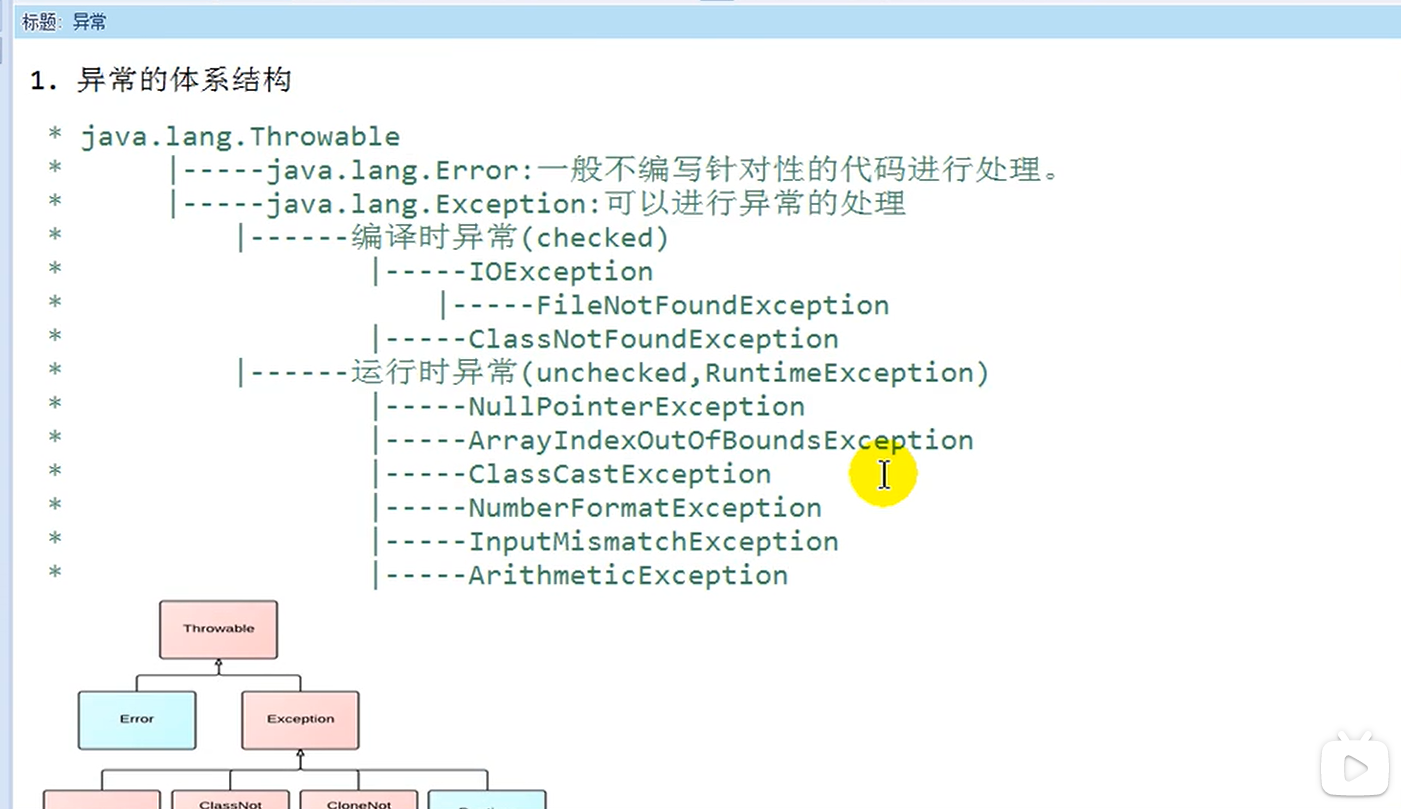 标题: 异常
1. 异常的体系结构
* java.lang.Throwable
* |-----java.lang.Error:一般不编写针对性的代码进行处理。
* |-----java.lang.Exception:可以进行异常的处理
* |------编译时异常(checked)
* |-----IOException
* |-----FileNotFoundException
* |-----ClassNotFoundException
* |------运行时异常(unchecked,RuntimeException)
* |-----NullPointerException
* |-----ArrayIndexOutOfBoundsException
* |-----ClassCastException
* |-----NumberFormatException
* |-----InputMismatchException
* |-----ArithmeticException
Throwable
Error
Exception
ClassNot
CloneNot